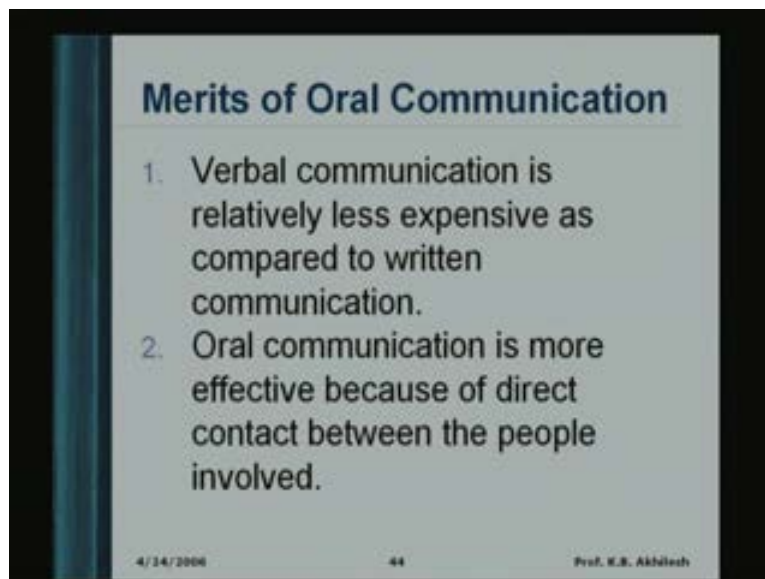 Merits of Oral Communication
1. Verbal communication is
relatively less expensive as
compared to written
communication.
2. Oral communication is more
effective because of direct
contact between the people
involved.
4/24/2006 44 Prof. K.B. Akhilesh